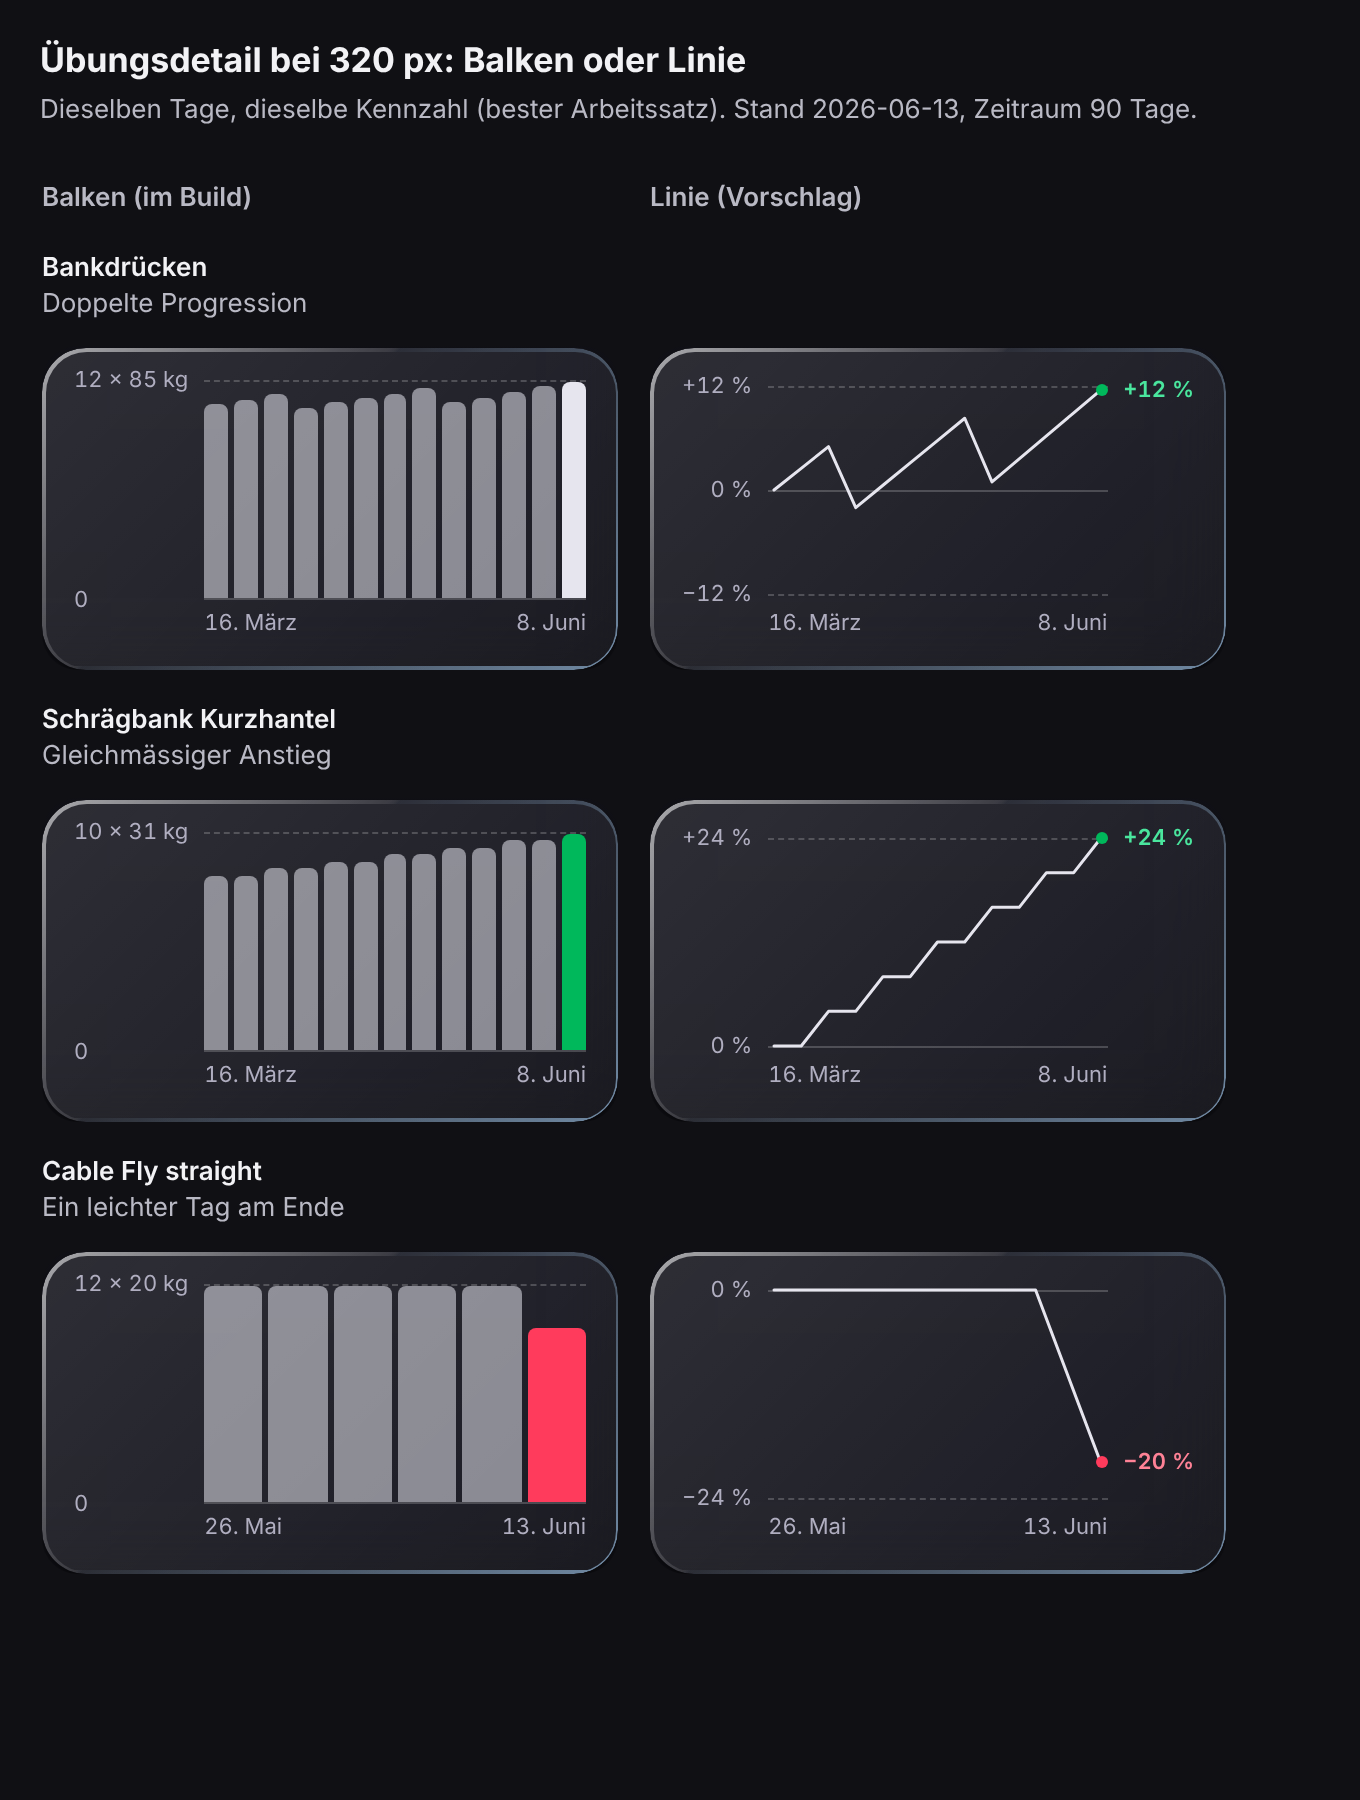 Übungsdetail bei 320 px: Balken oder Linie
Dieselben Tage, dieselbe Kennzahl (bester Arbeitssatz). Stand 2026-06-13, Zeitraum 90 Tage.
Balken (im Build)
Linie (Vorschlag)
Bankdrücken
Doppelte Progression
12 × 85 kg
0
16. März
8. Juni
+12 %
+12 %
0 %
−12 %
16. März
8. Juni
Schrägbank Kurzhantel
Gleichmässiger Anstieg
10 × 31 kg
0
16. März
8. Juni
+24 %
+24 %
0 %
16. März
8. Juni
Cable Fly straight
Ein leichter Tag am Ende
12 × 20 kg
0
26. Mai
13. Juni
0 %
−20 %
−24 %
26. Mai
13. Juni